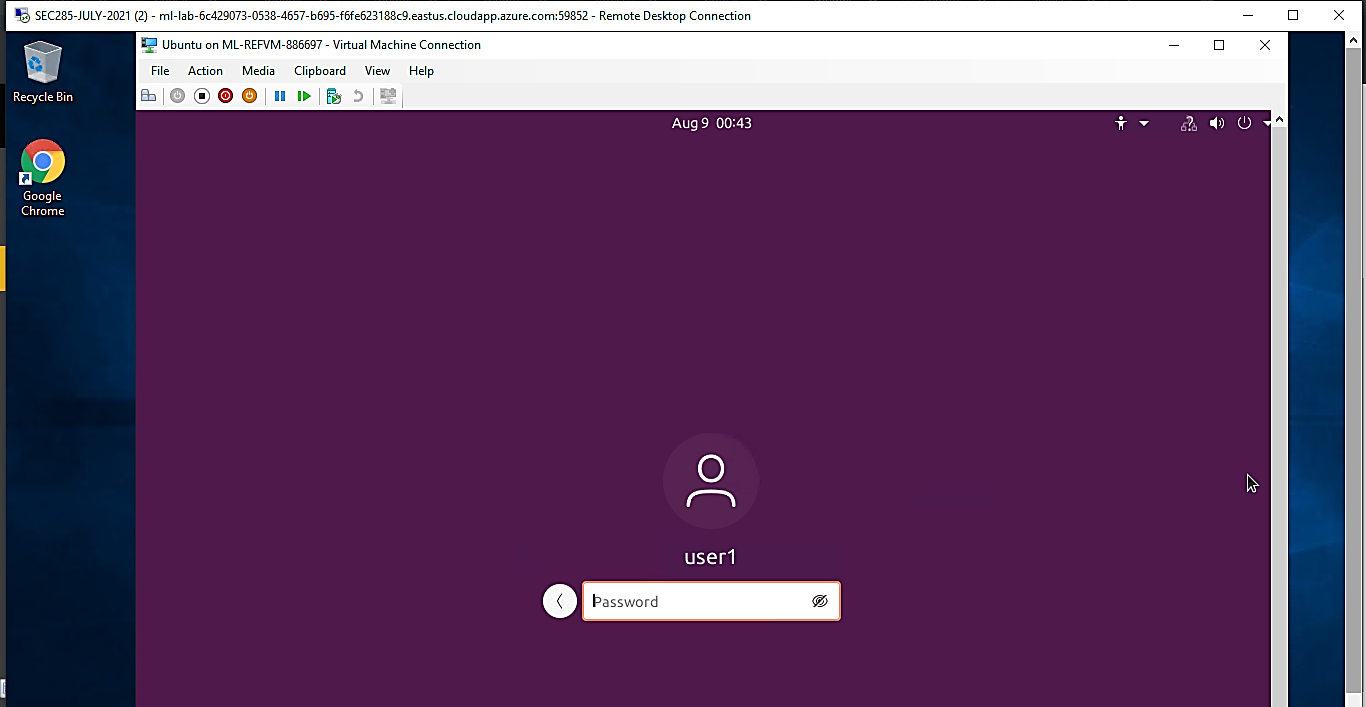 SEC285-JULY-2021 (2) - ml-lab-6c429073-0538-4657-b695-f6fe623188c9.eastus.cloudapp.azure.com:59852 - Remote Desktop Connection
Ubuntu on ML-REFVM-886697 - Virtual Machine Connection
File Action Media Clipboard View Help
Recycle Bin
Google
Chrome
Aug 9 00:43
user1
Password